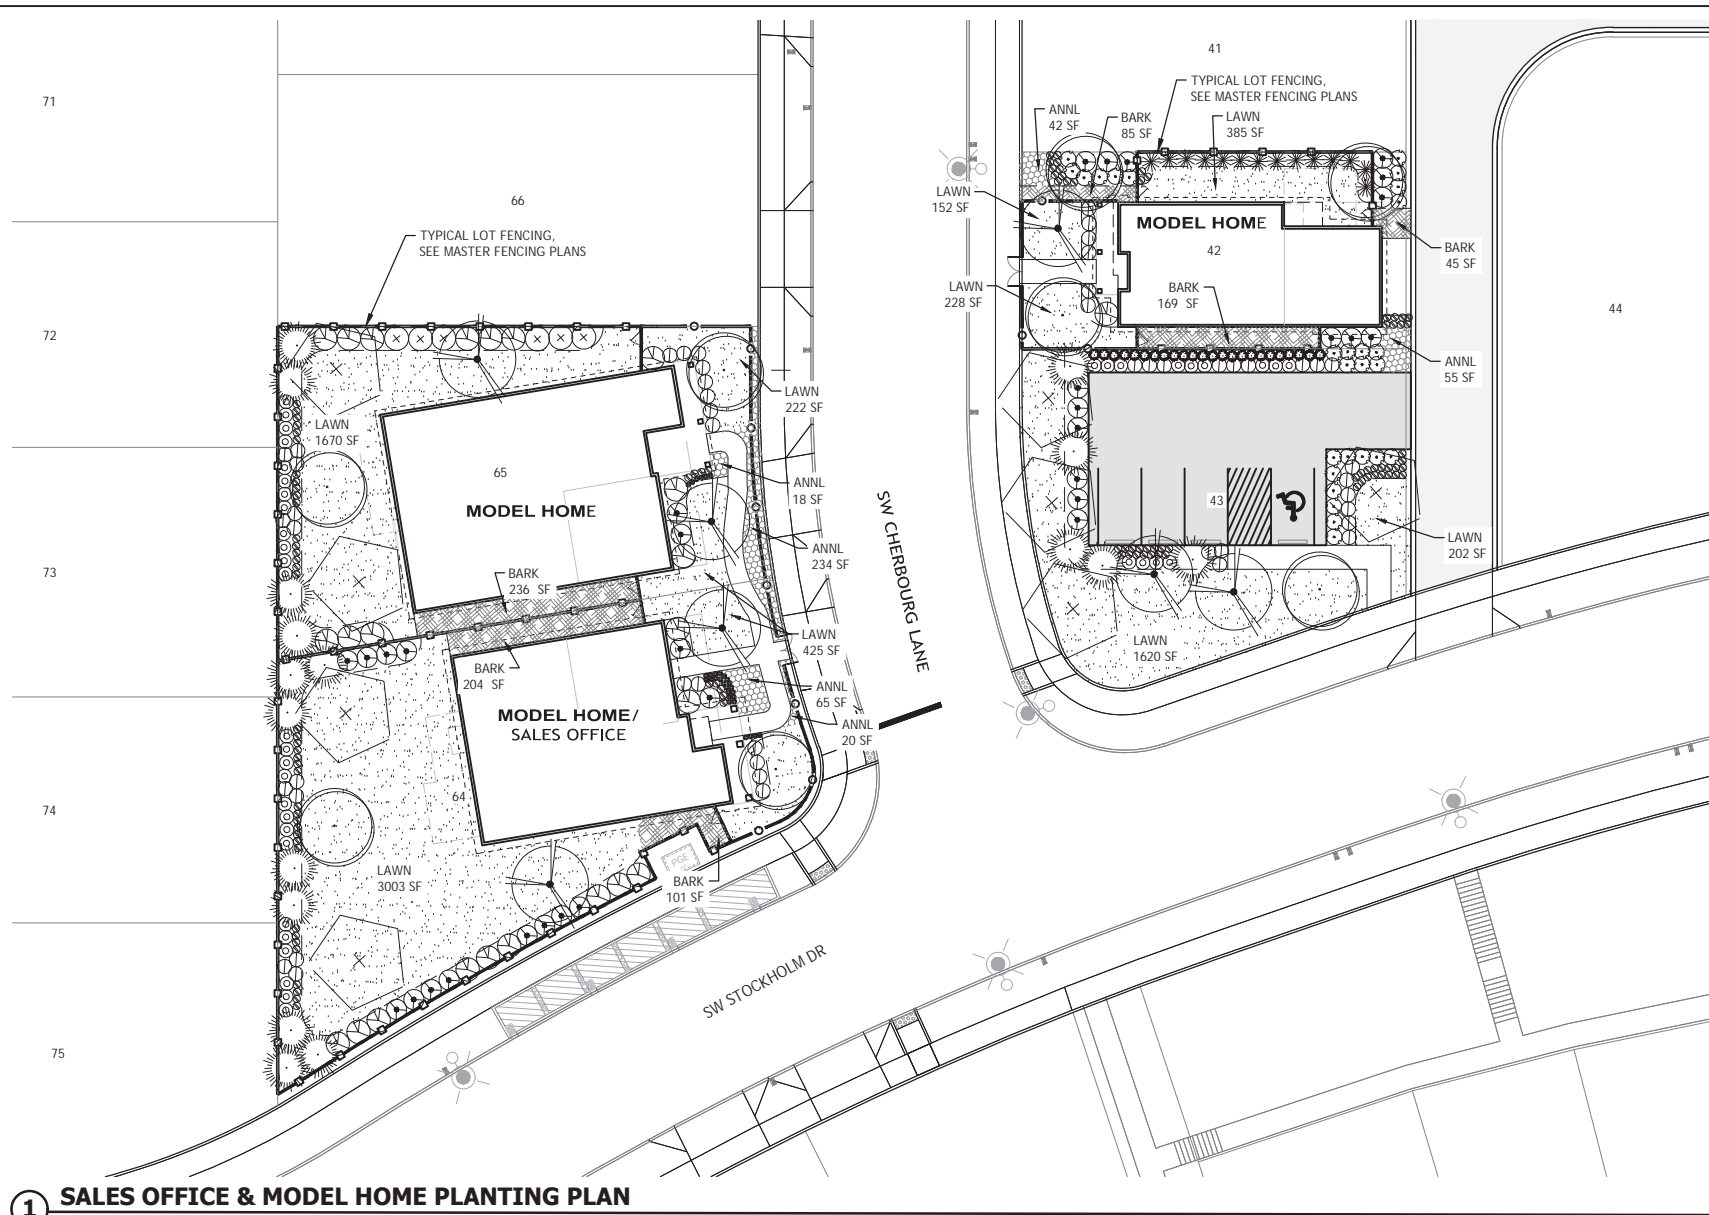 71
66
TYPICAL LOT FENCING,
SEE MASTER FENCING PLANS
72
LAWN
1670 SF
65
MODEL HOME
LAWN
222 SF
ANNL
18 SF
ANNL
234 SF
73
BARK
236 SF
LAWN
425 SF
BARK
204 SF
ANNL
65 SF
ANNL
20 SF
MODEL HOME/
SALES OFFICE
74
64
LAWN
3003 SF
PGE
BARK
101 SF
75
SW CHERBOURG LANE
SW STOCKHOLM DR
41
TYPICAL LOT FENCING,
SEE MASTER FENCING PLANS
ANNL
42 SF
BARK
85 SF
LAWN
385 SF
LAWN
152 SF
MODEL HOME
42
BARK
45 SF
LAWN
228 SF
BARK
169 SF
44
ANNL
55 SF
43
LAWN
202 SF
LAWN
1620 SF
1
SALES OFFICE & MODEL HOME PLANTING PLAN